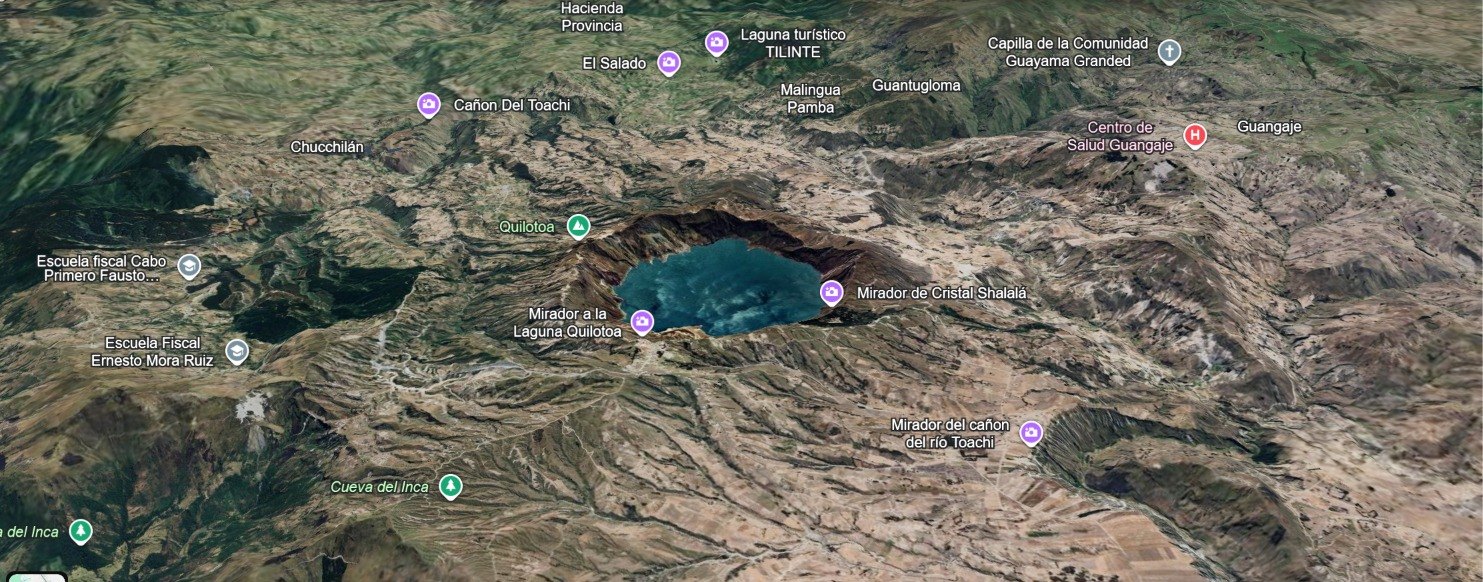 Hacienda
Provincia
Laguna turístico
TILINTE
El Salado
Capilla de la Comunidad
Guayama Granded
Malingua
Pamba
Guantugloma
Cañon Del Toachi
Chucchilán
Centro de
Salud Guangaje
H
Guangaje
Quilotoa
Escuela fiscal Cabo
Primero Fausto...
Mirador de Cristal Shalalá
Mirador a la
Laguna Quilotoa
Escuela Fiscal
Ernesto Mora Ruiz
Mirador del cañon
del río Toachi
Cueva del Inca
a del Inca